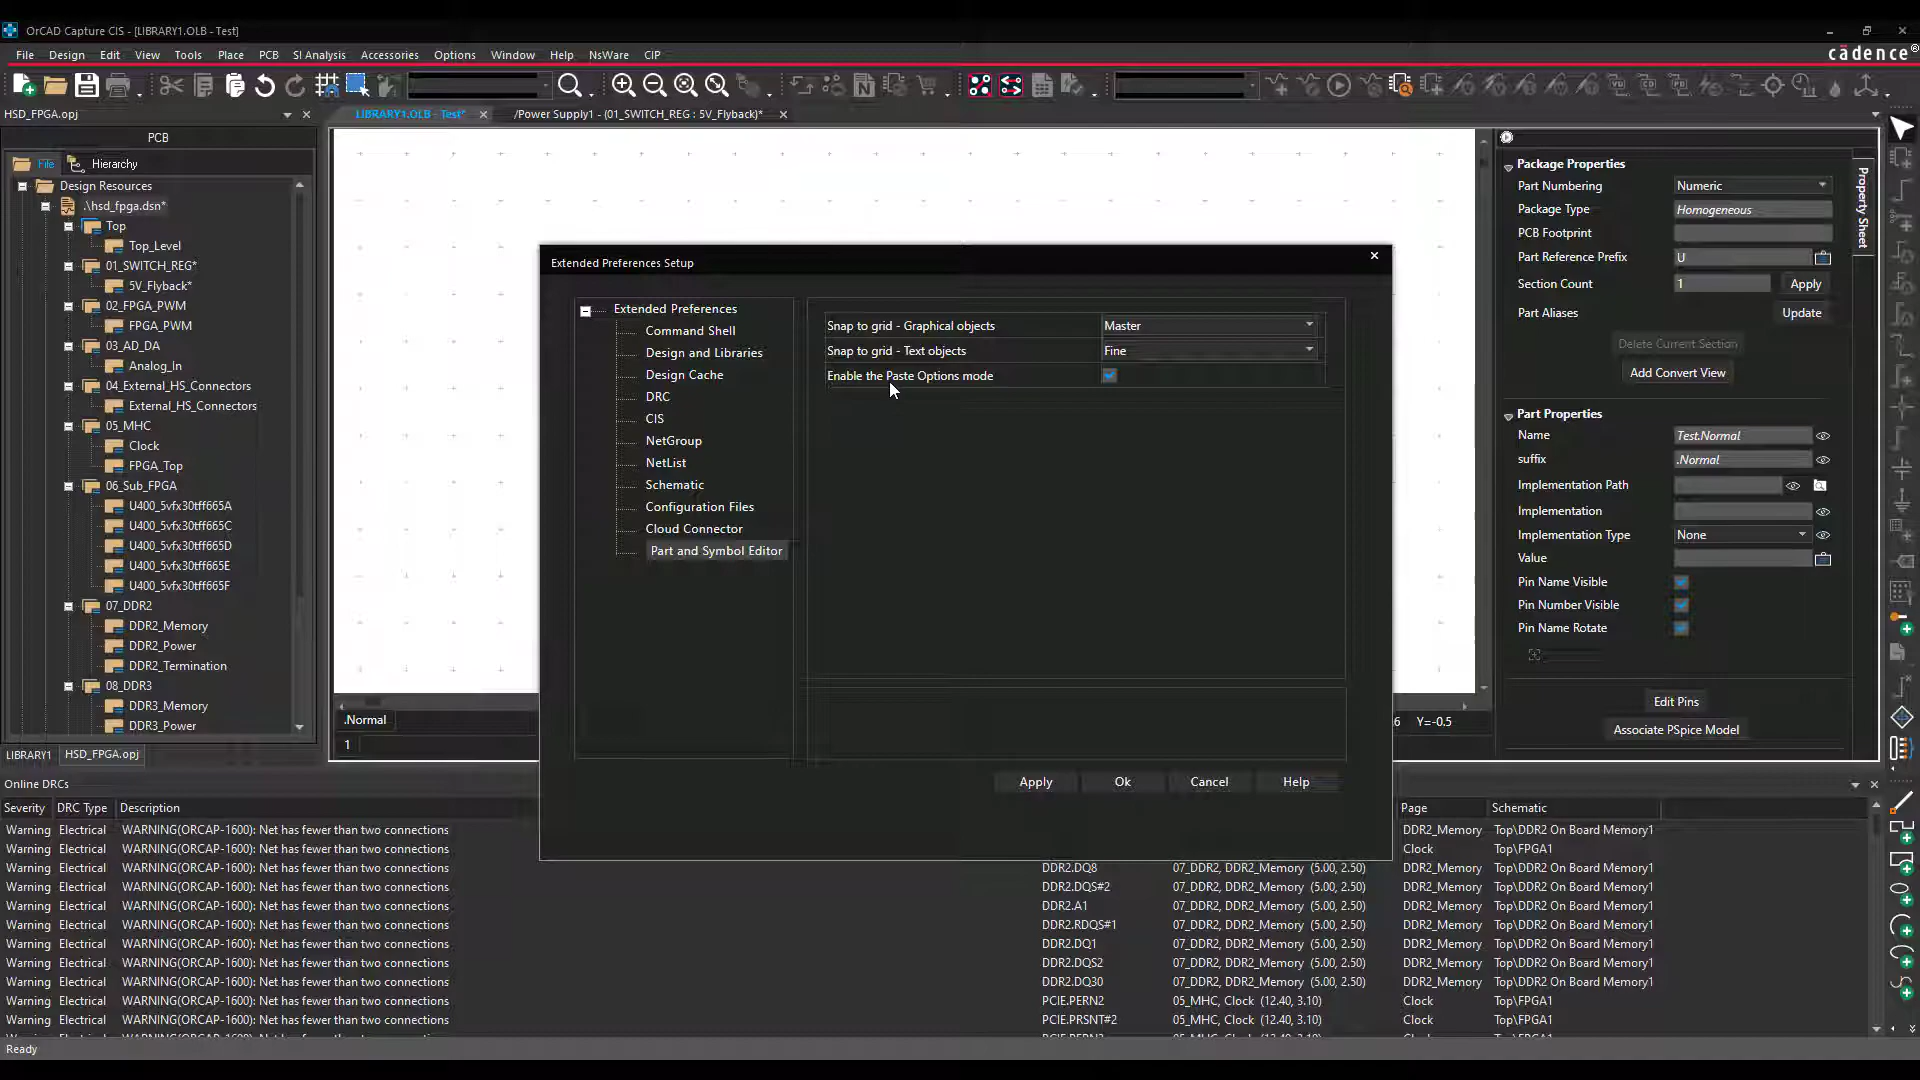 OrCAD Capture CIS - [LIBRARY1.OLB - Test]
File Design Edit View Tools Place PCB SI Analysis Accessories Options Window Help NsWare CIP
cādence®
HSD_FPGA.opj
LIBRARY1.OLB - Test*
/Power Supply1 - (01_SWITCH_REG : 5V_Flyback)*
PCB
File
Hierarchy
Design Resources
.\hsd_fpga.dsn*
Top
Top_Level
01_SWITCH_REG*
5V_Flyback*
02_FPGA_PWM
FPGA_PWM
03_AD_DA
Analog_In
04_External_HS_Connectors
External_HS_Connectors
05_MHC
Clock
FPGA_Top
06_Sub_FPGA
U400_5vfx30tff665A
U400_5vfx30tff665C
U400_5vfx30tff665D
U400_5vfx30tff665E
U400_5vfx30tff665F
07_DDR2
DDR2_Memory
DDR2_Power
DDR2_Termination
08_DDR3
DDR3_Memory
DDR3_Power
LIBRARY1
HSD_FPGA.opj
.Normal
1
6 Y=-0.5
Extended Preferences Setup
Extended Preferences
Command Shell
Design and Libraries
Design Cache
DRC
CIS
NetGroup
NetList
Schematic
Configuration Files
Cloud Connector
Part and Symbol Editor
Snap to grid - Graphical objects Master
Snap to grid - Text objects Fine
Enable the Paste Options mode
Apply Ok Cancel Help
Property Sheet
Package Properties
Part Numbering Numeric
Package Type Homogeneous
PCB Footprint
Part Reference Prefix U
Section Count 1 Apply
Part Aliases Update
Delete Current Section
Add Convert View
Part Properties
Name Test.Normal
suffix .Normal
Implementation Path
Implementation
Implementation Type None
Value
Pin Name Visible
Pin Number Visible
Pin Name Rotate
Edit Pins
Associate PSpice Model
Online DRCs
Severity DRC Type Description Page Schematic
Warning Electrical WARNING(ORCAP-1600): Net has fewer than two connections DDR2_Memory Top\DDR2 On Board Memory1
Warning Electrical WARNING(ORCAP-1600): Net has fewer than two connections Clock Top\FPGA1
Warning Electrical WARNING(ORCAP-1600): Net has fewer than two connections DDR2.DQ8 07_DDR2, DDR2_Memory (5.00, 2.50) DDR2_Memory Top\DDR2 On Board Memory1
Warning Electrical WARNING(ORCAP-1600): Net has fewer than two connections DDR2.DQS#2 07_DDR2, DDR2_Memory (5.00, 2.50) DDR2_Memory Top\DDR2 On Board Memory1
Warning Electrical WARNING(ORCAP-1600): Net has fewer than two connections DDR2.A1 07_DDR2, DDR2_Memory (5.00, 2.50) DDR2_Memory Top\DDR2 On Board Memory1
Warning Electrical WARNING(ORCAP-1600): Net has fewer than two connections DDR2.RDQS#1 07_DDR2, DDR2_Memory (5.00, 2.50) DDR2_Memory Top\DDR2 On Board Memory1
Warning Electrical WARNING(ORCAP-1600): Net has fewer than two connections DDR2.DQ1 07_DDR2, DDR2_Memory (5.00, 2.50) DDR2_Memory Top\DDR2 On Board Memory1
Warning Electrical WARNING(ORCAP-1600): Net has fewer than two connections DDR2.DQS2 07_DDR2, DDR2_Memory (5.00, 2.50) DDR2_Memory Top\DDR2 On Board Memory1
Warning Electrical WARNING(ORCAP-1600): Net has fewer than two connections DDR2.DQ30 07_DDR2, DDR2_Memory (5.00, 2.50) DDR2_Memory Top\DDR2 On Board Memory1
Warning Electrical WARNING(ORCAP-1600): Net has fewer than two connections PCIE.PERN2 05_MHC, Clock (12.40, 3.10) Clock Top\FPGA1
Warning Electrical WARNING(ORCAP-1600): Net has fewer than two connections PCIE.PRSNT#2 05_MHC, Clock (12.40, 3.10) Clock Top\FPGA1
Ready